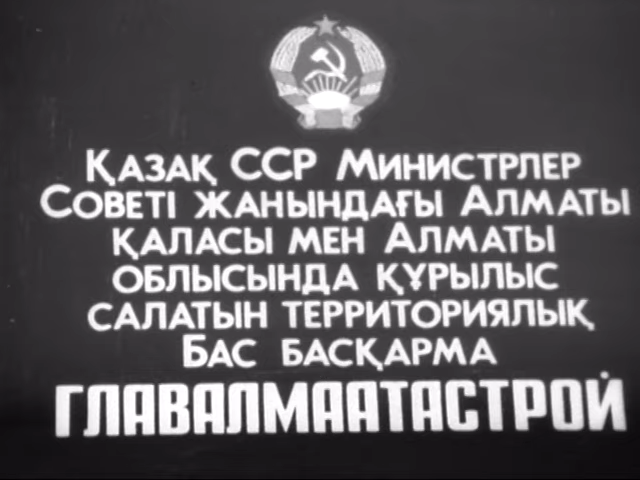 Қазақ ССР Министрлер
Советі жанындағы Алматы
қаласы мен Алматы
облысында құрылыс
салатын территориялық
Бас басқарма
ГЛАВАЛМААТАСТРОЙ